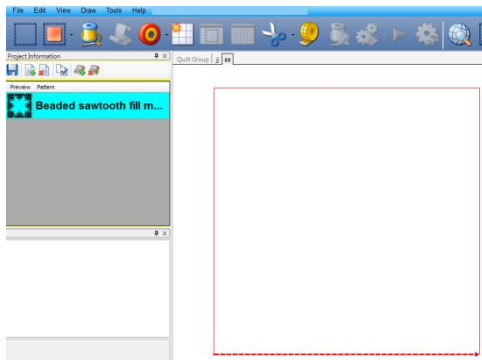 File Edit View Draw Tools Help
Project Information
Quilt Group
Preview Pattern
Beaded sawtooth fill m...